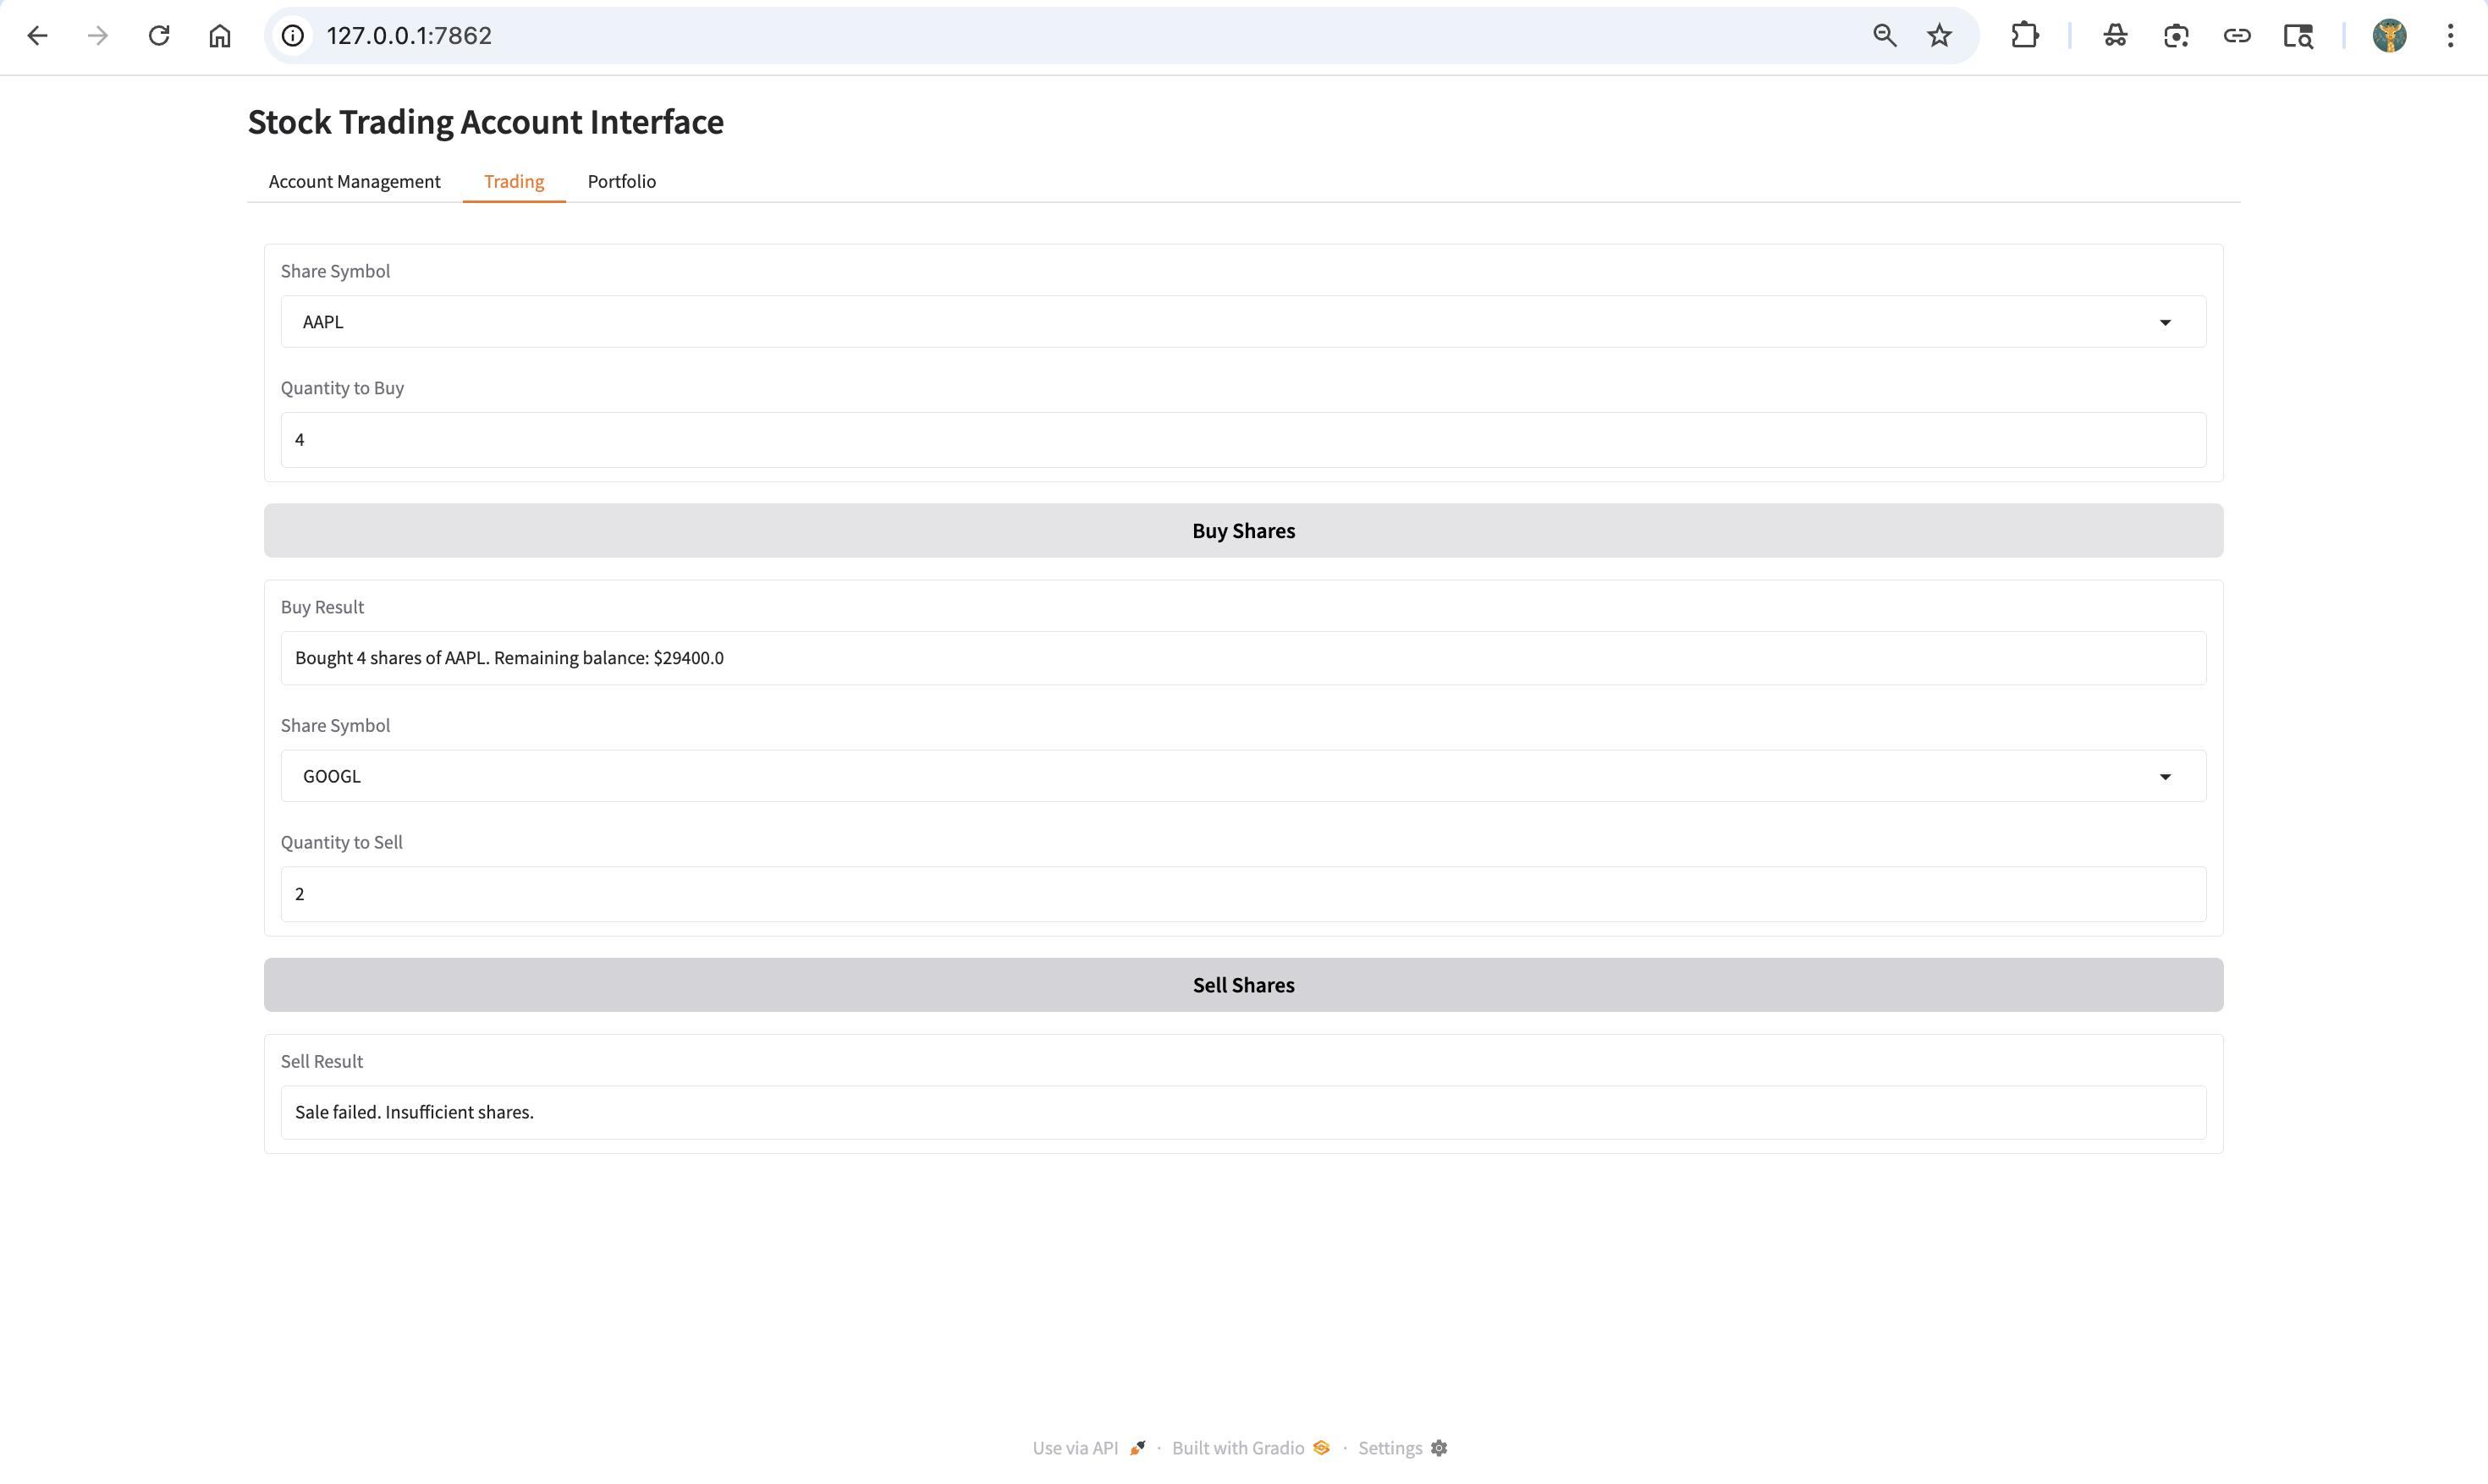 127.0.0.1:7862
Stock Trading Account Interface
Account Management Trading Portfolio
Share Symbol
AAPL
Quantity to Buy
4
Buy Shares
Buy Result
Bought 4 shares of AAPL. Remaining balance: $29400.0
Share Symbol
GOOGL
Quantity to Sell
2
Sell Shares
Sell Result
Sale failed. Insufficient shares.
Use via API · Built with Gradio · Settings